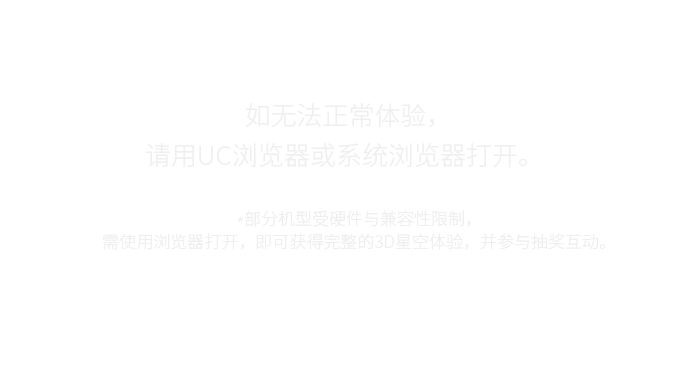 如无法正常体验，
请用UC浏览器或系统浏览器打开。
*部分机型受硬件与兼容性限制，
需使用浏览器打开，即可获得完整的3D星空体验，并参与抽奖互动。